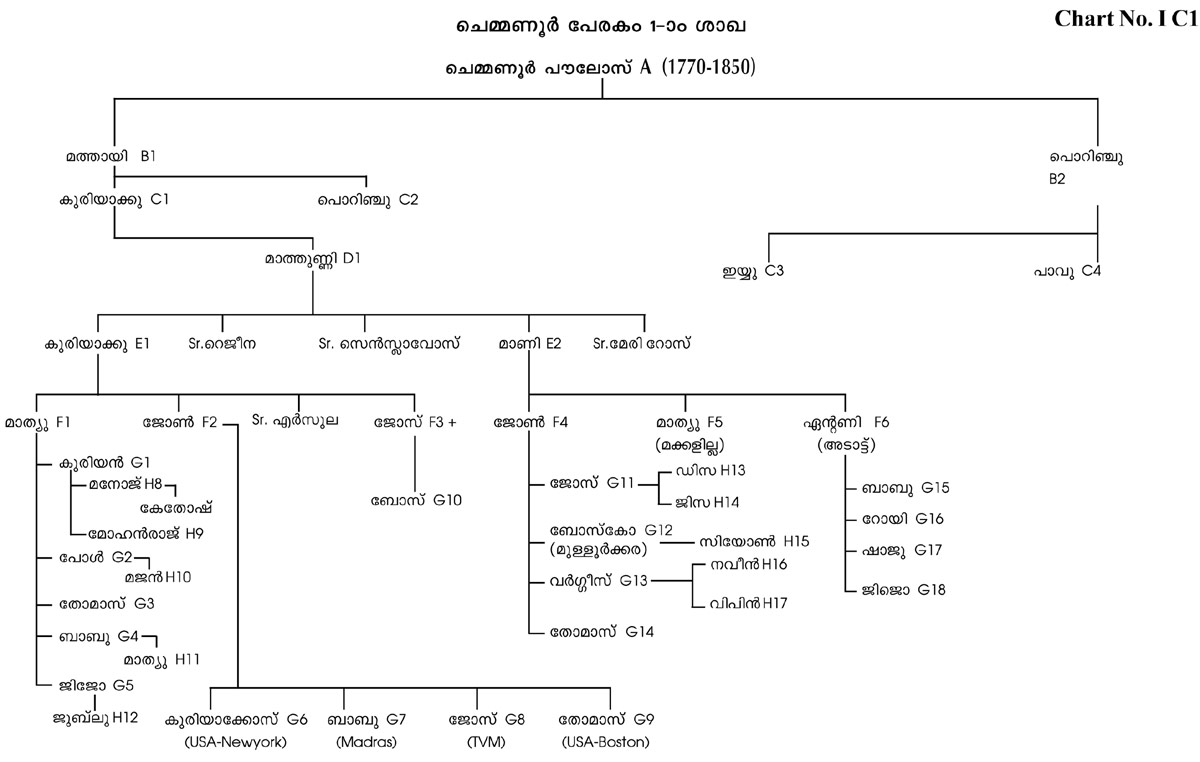 Chart No. I C1
ചെമ്മണൂർ പേരകം 1-ാം ശാഖ
ചെമ്മണൂർ പൗലോസ് A (1770-1850)
മത്തായി B1
പൊറിഞ്ചു
B2
കുരിയാക്കു C1
പൊറിഞ്ചു C2
മാത്തുണ്ണി D1
ഇയ്യു C3
പാവു C4
കുരിയാക്കു E1
Sr.റെജീന
Sr. സെൻസ്ലാവോസ്
മാണി E2
Sr.മേരി റോസ്
മാത്യു F1
ജോൺ F2
Sr. എർസുല
ജോസ് F3 +
ജോൺ F4
മാത്യു F5
(മക്കളില്ല)
ഏന്റണി F6
(അടാട്ട്)
കുരിയൻ G1
മനോജ് H8
കേതോഷ്
മോഹൻരാജ് H9
പോൾ G2
മജൻ H10
തോമാസ് G3
ബാബു G4
മാത്യു H11
ജിജോ G5
ജുബ്ലു H12
ബോസ് G10
കുരിയാക്കോസ് G6
(USA-Newyork)
ബാബു G7
(Madras)
ജോസ് G8
(TVM)
തോമാസ് G9
(USA-Boston)
ജോസ് G11
ഡിസ H13
ജിസ H14
ബോസ്കോ G12
(മുള്ളൂർക്കര)
സിയോൺ H15
വർഗ്ഗീസ് G13
നവീൻ H16
വിപിൻ H17
തോമാസ് G14
ബാബു G15
റോയി G16
ഷാജു G17
ജിജൊ G18